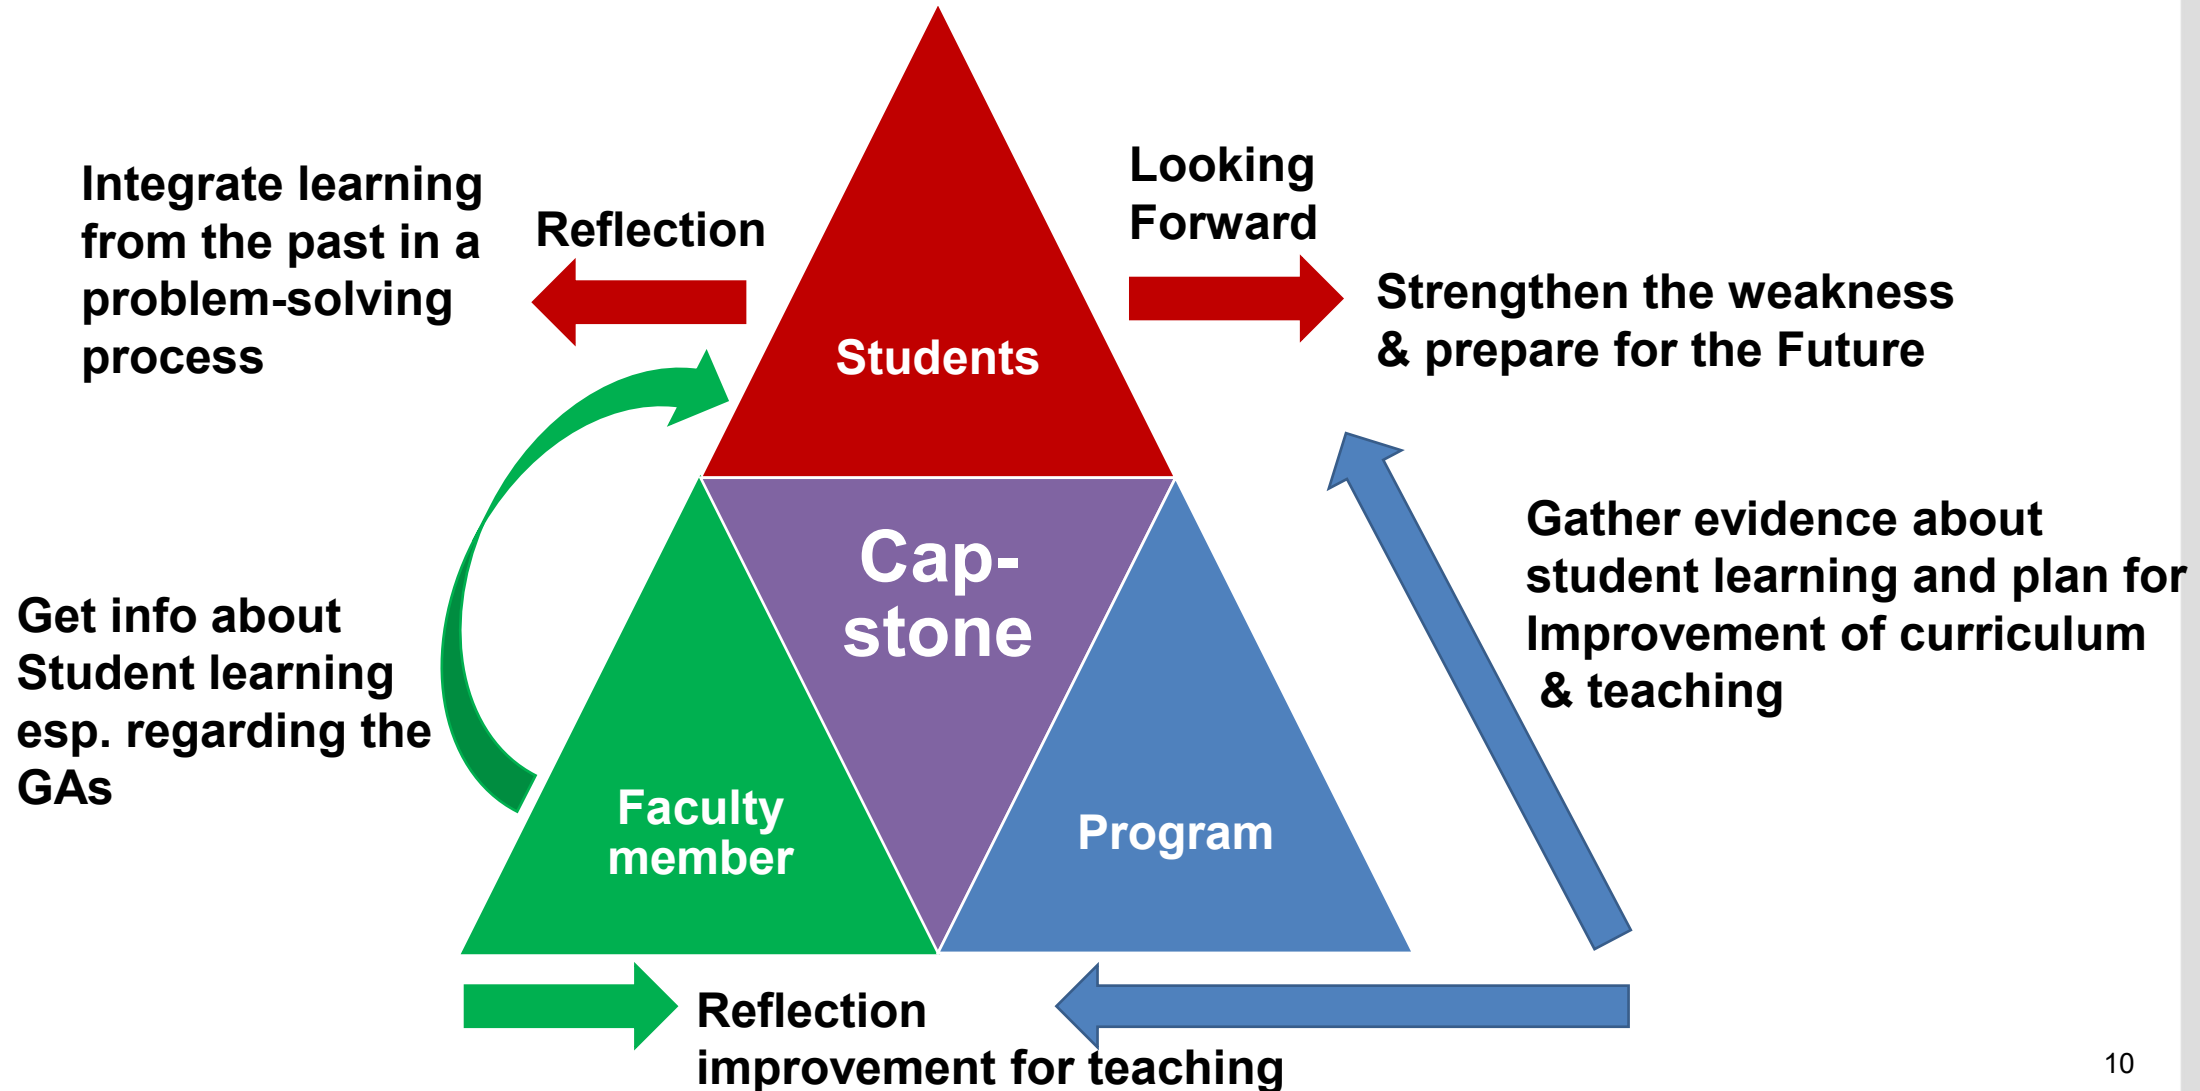 Integrate learning
from the past in a
problem-solving
process
Reflection
Looking
Forward
Strengthen the weakness
& prepare for the Future
Students
Cap-
stone
Gather evidence about
student learning and plan for
Improvement of curriculum
& teaching
Get info about
Student learning
esp. regarding the
GAs
Faculty
member
Program
Reflection
improvement for teaching
10